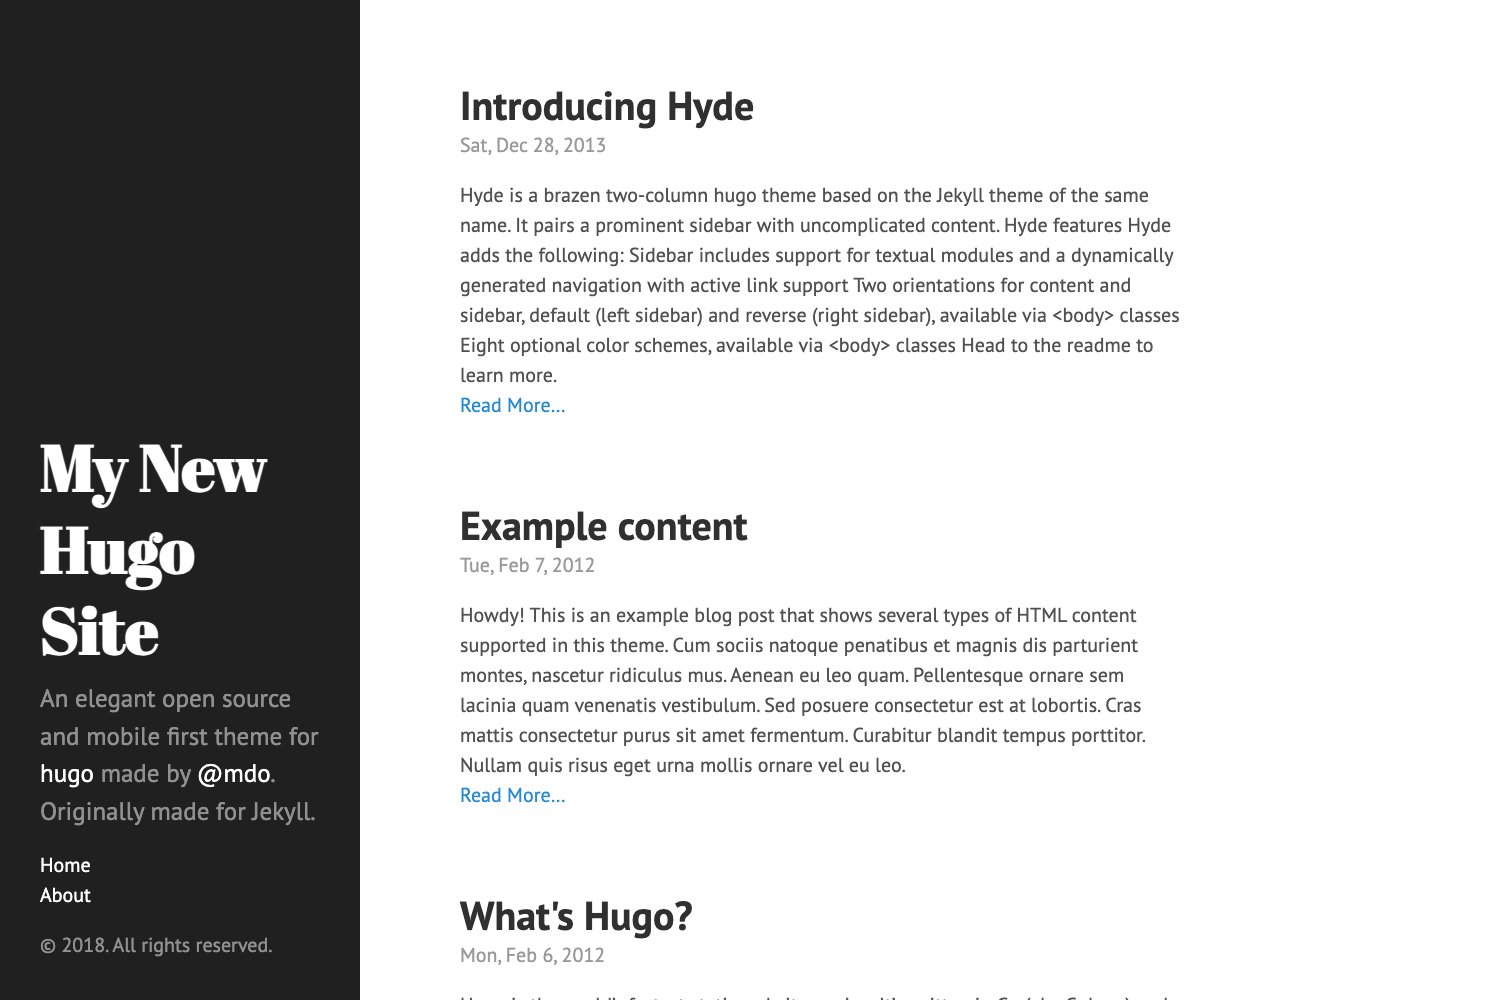 My New
Hugo
Site
An elegant open source
and mobile first theme for
hugo made by @mdo.
Originally made for Jekyll.
Home
About
© 2018. All rights reserved.
Introducing Hyde
Sat, Dec 28, 2013
Hyde is a brazen two-column hugo theme based on the Jekyll theme of the same
name. It pairs a prominent sidebar with uncomplicated content. Hyde features Hyde
adds the following: Sidebar includes support for textual modules and a dynamically
generated navigation with active link support Two orientations for content and
sidebar, default (left sidebar) and reverse (right sidebar), available via <body> classes
Eight optional color schemes, available via <body> classes Head to the readme to
learn more.
Read More…
Example content
Tue, Feb 7, 2012
Howdy! This is an example blog post that shows several types of HTML content
supported in this theme. Cum sociis natoque penatibus et magnis dis parturient
montes, nascetur ridiculus mus. Aenean eu leo quam. Pellentesque ornare sem
lacinia quam venenatis vestibulum. Sed posuere consectetur est at lobortis. Cras
mattis consectetur purus sit amet fermentum. Curabitur blandit tempus porttitor.
Nullam quis risus eget urna mollis ornare vel eu leo.
Read More…
What's Hugo?
Mon, Feb 6, 2012